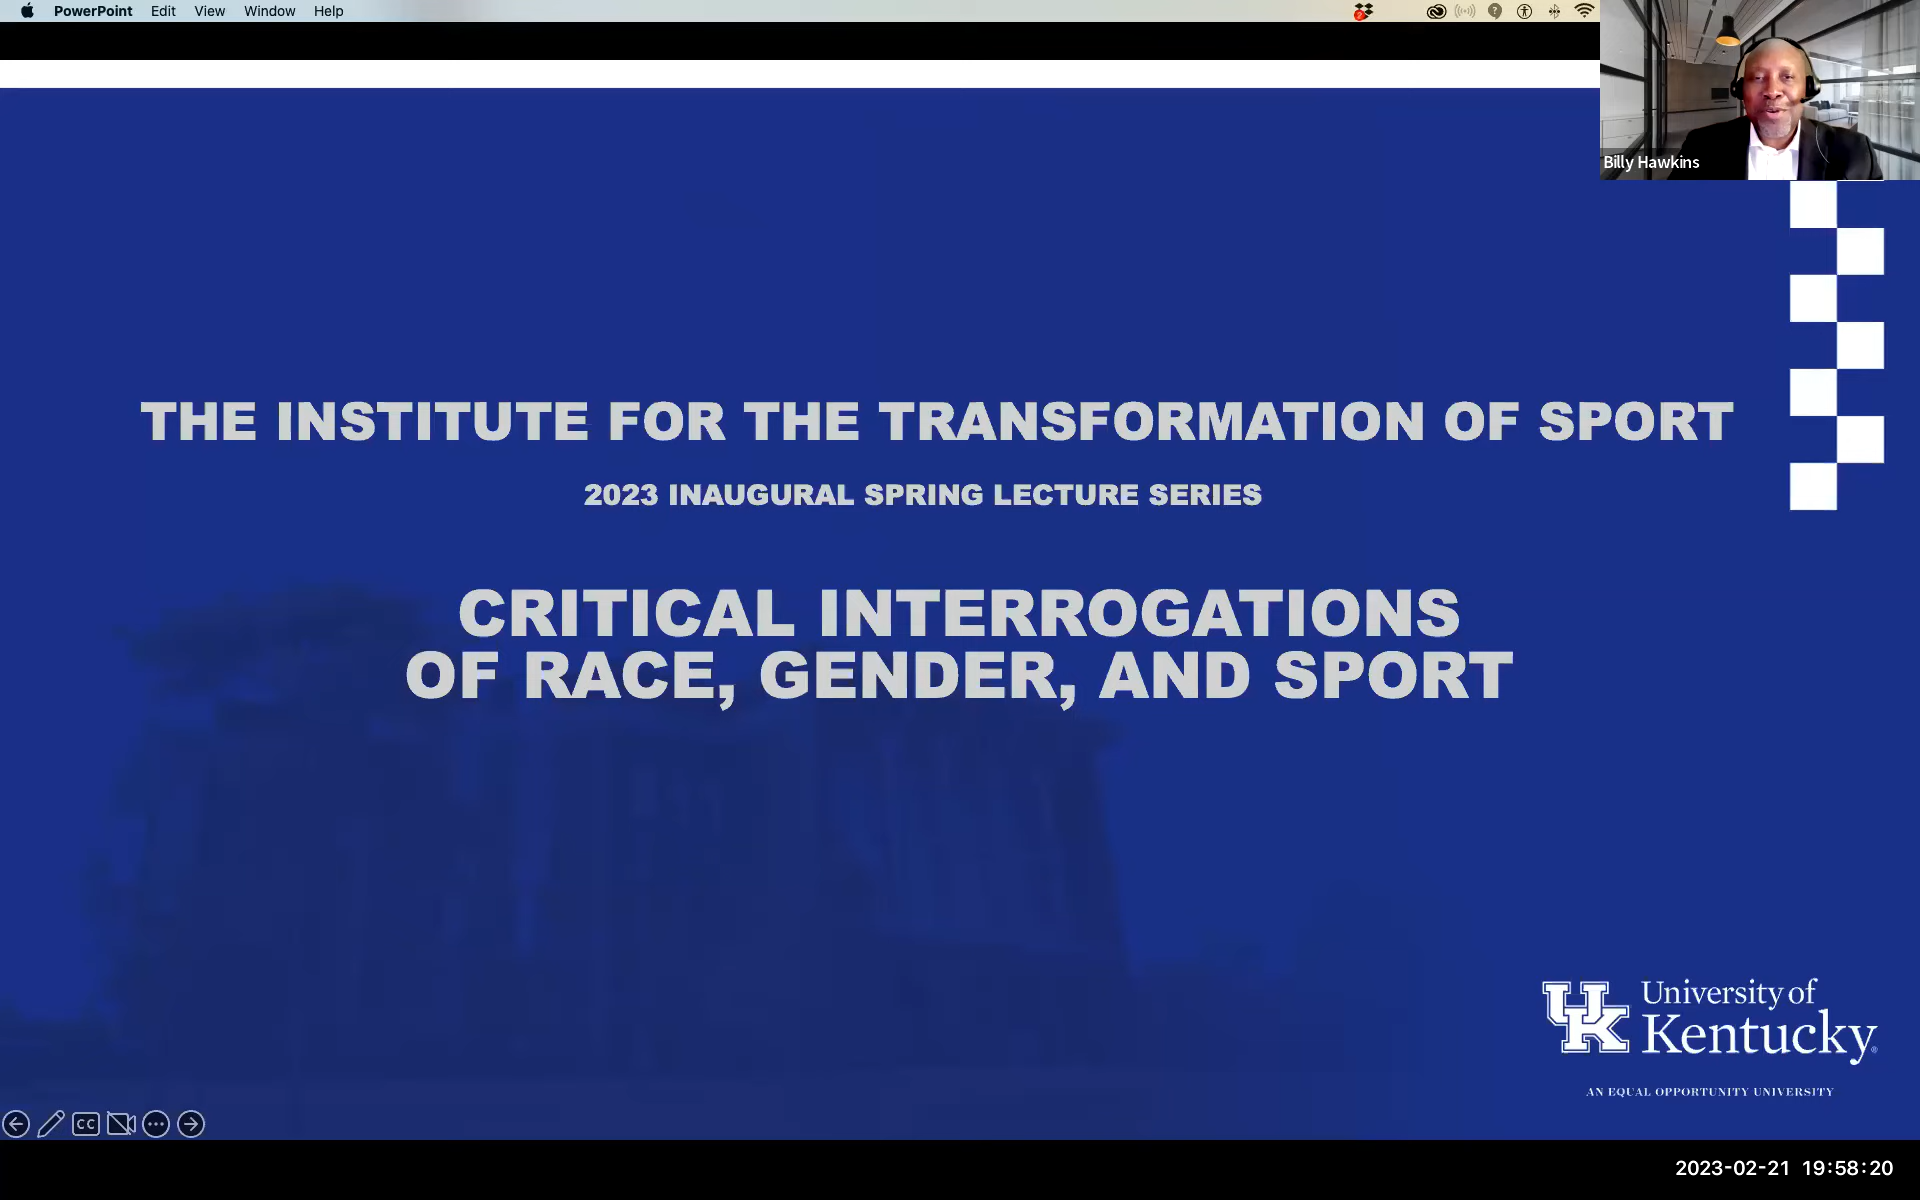 PowerPoint Edit View Window Help
Billy Hawkins
THE INSTITUTE FOR THE TRANSFORMATION OF SPORT
2023 INAUGURAL SPRING LECTURE SERIES
CRITICAL INTERROGATIONS
OF RACE, GENDER, AND SPORT
UK
University of
Kentucky®
AN EQUAL OPPORTUNITY UNIVERSITY
CC
2023-02-21 19:58:20